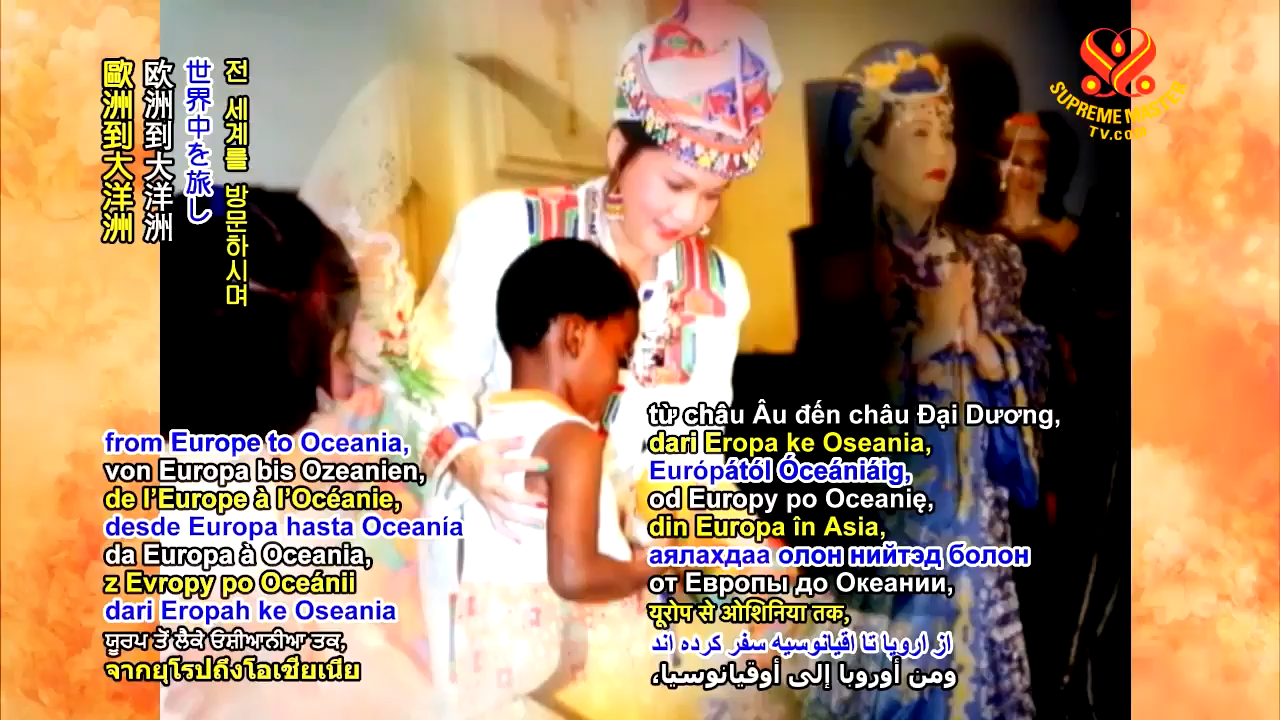 歐洲到大洋洲
欧洲到大洋洲
世界中を旅し
전 세계를 방문하시며
SUPREME MASTER
TV.com
from Europe to Oceania,
von Europa bis Ozeanien,
de l’Europe à l’Océanie,
desde Europa hasta Oceanía
da Europa à Oceania,
z Evropy po Oceánii
dari Eropah ke Oseania
ਯੂਰਪ ਤੋਂ ਲੈਕੇ ਓਸ਼ੀਆਨੀਆ ਤਕ,
จากยุโรปถึงโอเชียเนีย
từ châu Âu đến châu Đại Dương,
dari Eropa ke Oseania,
Európától Óceániáig,
od Europy po Oceanię,
din Europa în Asia,
аялахдаа олон нийтэд болон
от Европы до Океании,
यूरोप से ओशिनिया तक,
از اروپا تا اقیانوسیه سفر کرده اند
ومن أوروبا إلى أوقيانوسيا،